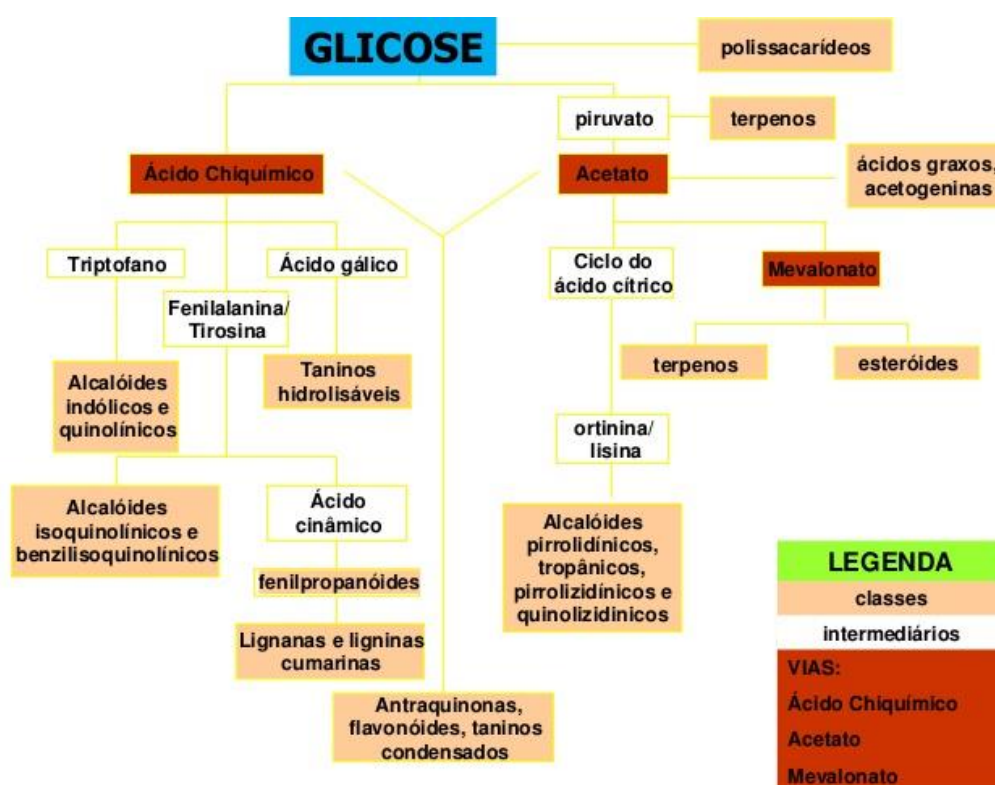 GLICOSE
polissacarídeos
piruvato
terpenos
Ácido Chiquímico
Acetato
ácidos graxos,
acetogeninas
Triptofano
Fenilalanina/
Tirosina
Ácido gálico
Ciclo do
ácido cítrico
Mevalonato
Alcalóides
indólicos e
quinolínicos
Taninos
hidrolisáveis
terpenos
esteróides
ortinina/
lisina
Alcalóides
isoquinolínicos e
benzilisoquinolínicos
Ácido
cinâmico
fenilpropanóides
Lignanas e ligninas
cumarinas
Alcalóides
pirrolidínicos,
tropânicos,
pirrolizidínicos e
quinolizidinicos
Antraquinonas,
flavonóides, taninos
condensados
LEGENDA
classes
intermediários
VIAS:
Ácido Chiquímico
Acetato
Mevalonato